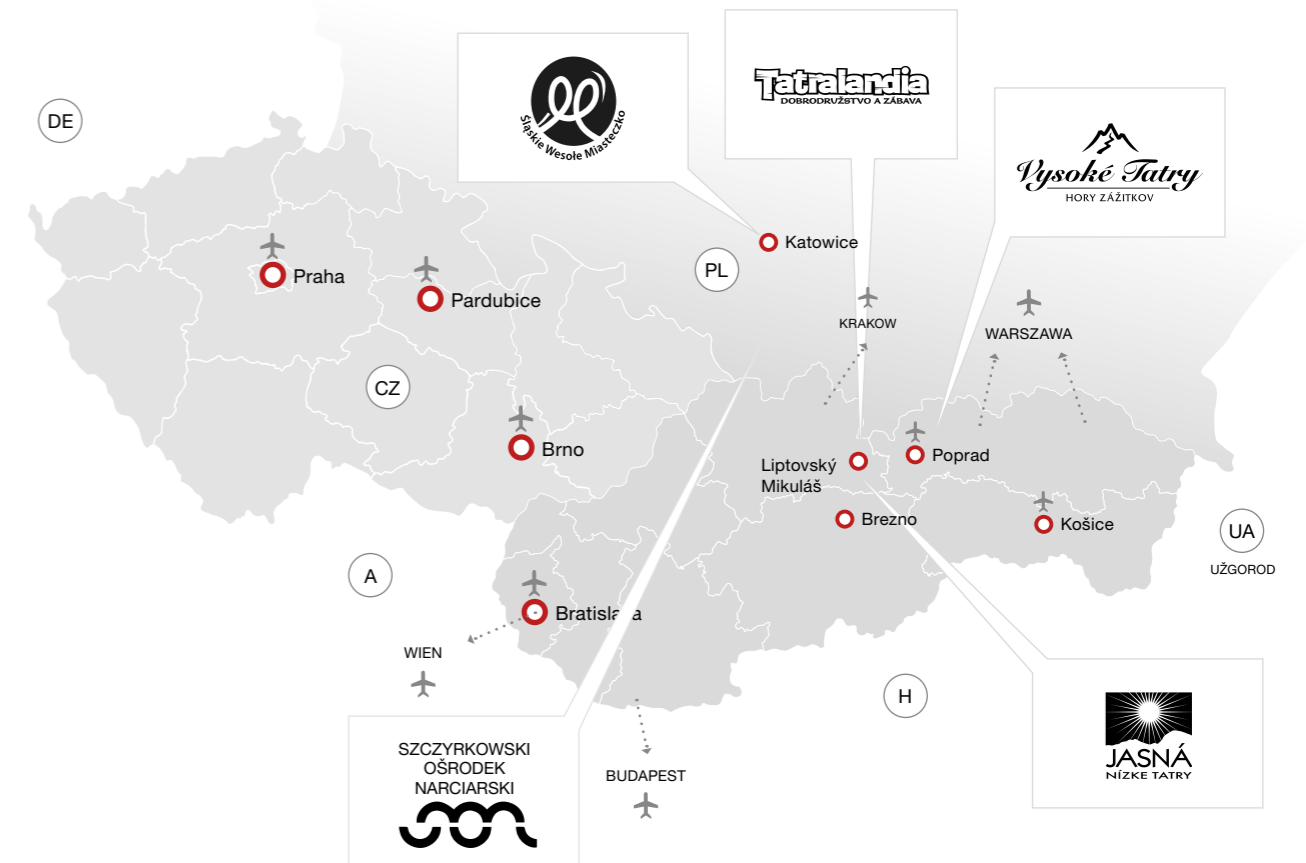 DE
Śląskie Wesołe Miasteczko
Tatralandia
DOBRODRUŽSTVO A ZÁBAVA
Vysoké Tatry
HORY ZÁŽITKOV
Katowice
PL
Praha
Pardubice
KRAKOW
WARSZAWA
CZ
Brno
Liptovský
Mikuláš
Poprad
Brezno
Košice
UA
UŽGOROD
A
Bratislava
WIEN
H
BUDAPEST
SZCZYRKOWSKI
OŚRODEK
NARCIARSKI
SON
JASNÁ
NÍZKE TATRY